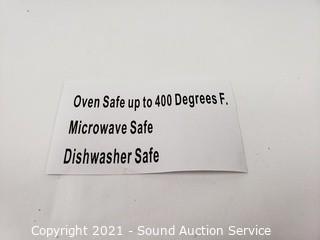 Oven Safe up to 400 Degrees F.
Microwave Safe
Dishwasher Safe
Copyright 2021 - Sound Auction Service